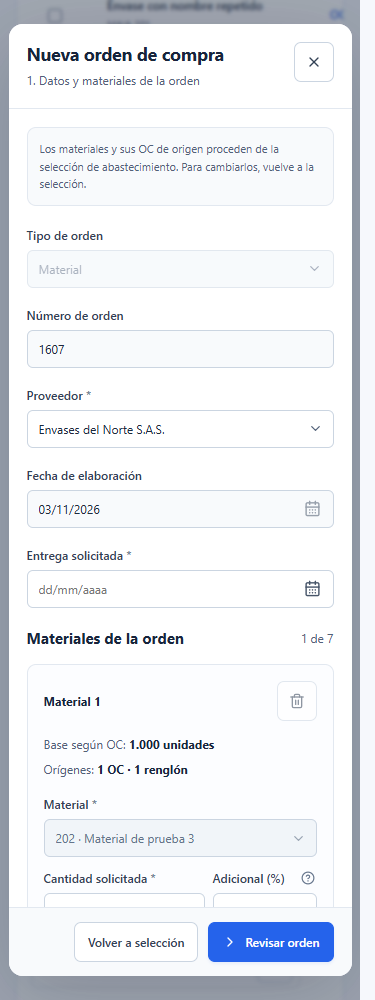 Envase con nombre repetido
Nueva orden de compra
1. Datos y materiales de la orden
Los materiales y sus OC de origen proceden de la
selección de abastecimiento. Para cambiarlos, vuelve a la
selección.
Tipo de orden
Material
Número de orden
1607
Proveedor *
Envases del Norte S.A.S.
Fecha de elaboración
03/11/2026
Entrega solicitada *
dd/mm/aaaa
Materiales de la orden
1 de 7
Material 1
Base según OC: 1.000 unidades
Orígenes: 1 OC · 1 renglón
Material *
202 · Material de prueba 3
Cantidad solicitada *
Adicional (%)
Volver a selección
Revisar orden